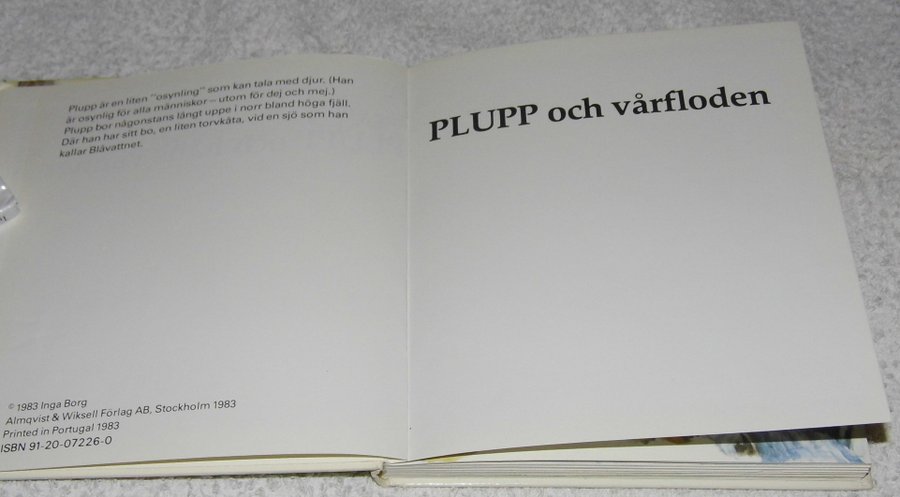 Plupp är en liten "osynling" som kan tala med djur. (Han
är osynlig för alla människor – utom för dej och mej.)
Plupp bor någonstans långt uppe i norr bland höga fjäll,
Där han har sitt bo, en liten torvkåta, vid en sjö som han
kallar Blåvattnet.
© 1983 Inga Borg
Almqvist & Wiksell Förlag AB, Stockholm 1983
Printed in Portugal 1983
ISBN 91-20-07226-0
PLUPP och vårfloden